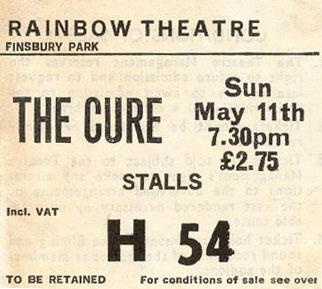 RAINBOW THEATRE
FINSBURY PARK
THE CURE
Sun
May 11th
7.30pm
£2.75
STALLS
Incl. VAT
H 54
TO BE RETAINED For conditions of sale see over